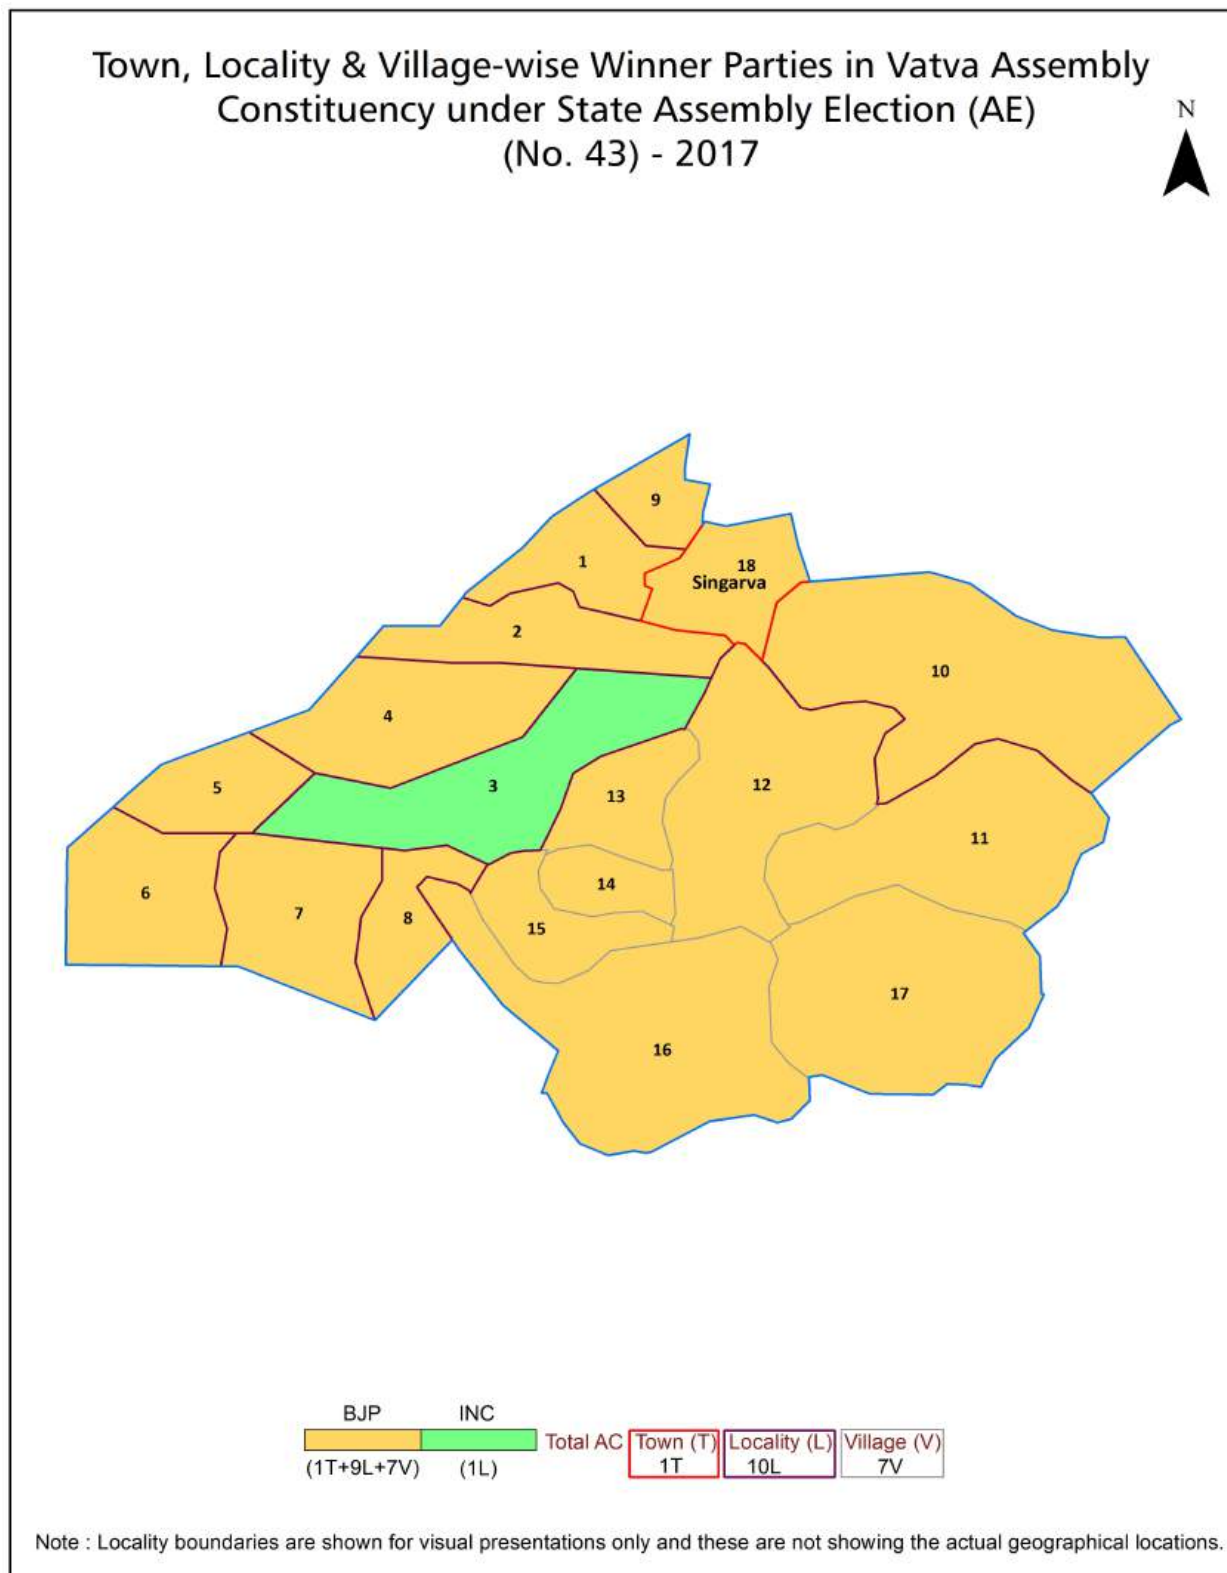 Town, Locality & Village-wise Winner Parties in Vatva Assembly
Constituency under State Assembly Election (AE)
(No. 43) - 2017
N
9
1
18
Singarva
2
10
4
3
5
12
13
11
14
6
7
8
15
17
16
BJP INC
Total AC Town (T) Locality (L) Village (V)
(1T+9L+7V) (1L) 1T 10L 7V
Note : Locality boundaries are shown for visual presentations only and these are not showing the actual geographical locations.